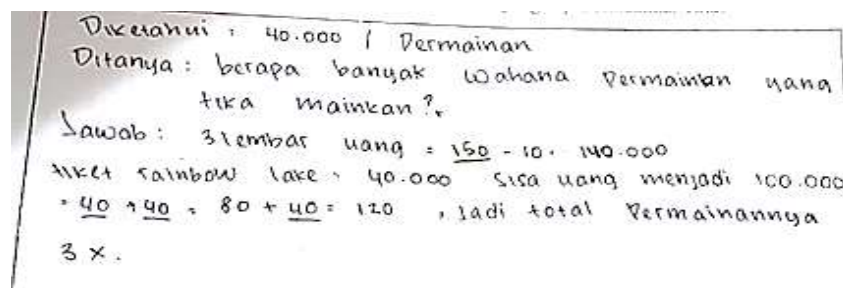 Diketahui : 40.000 / Permainan
Ditanya : berapa banyak wahana permainan yang
tika mainkan ?.
Jawab : 3 lembar uang = 150 - 10 = 140.000
tiket rainbow lake = 40.000 sisa uang menjadi 100.000
= 40 + 40 = 80 + 40 = 120 , jadi total Permainannya
3 x.